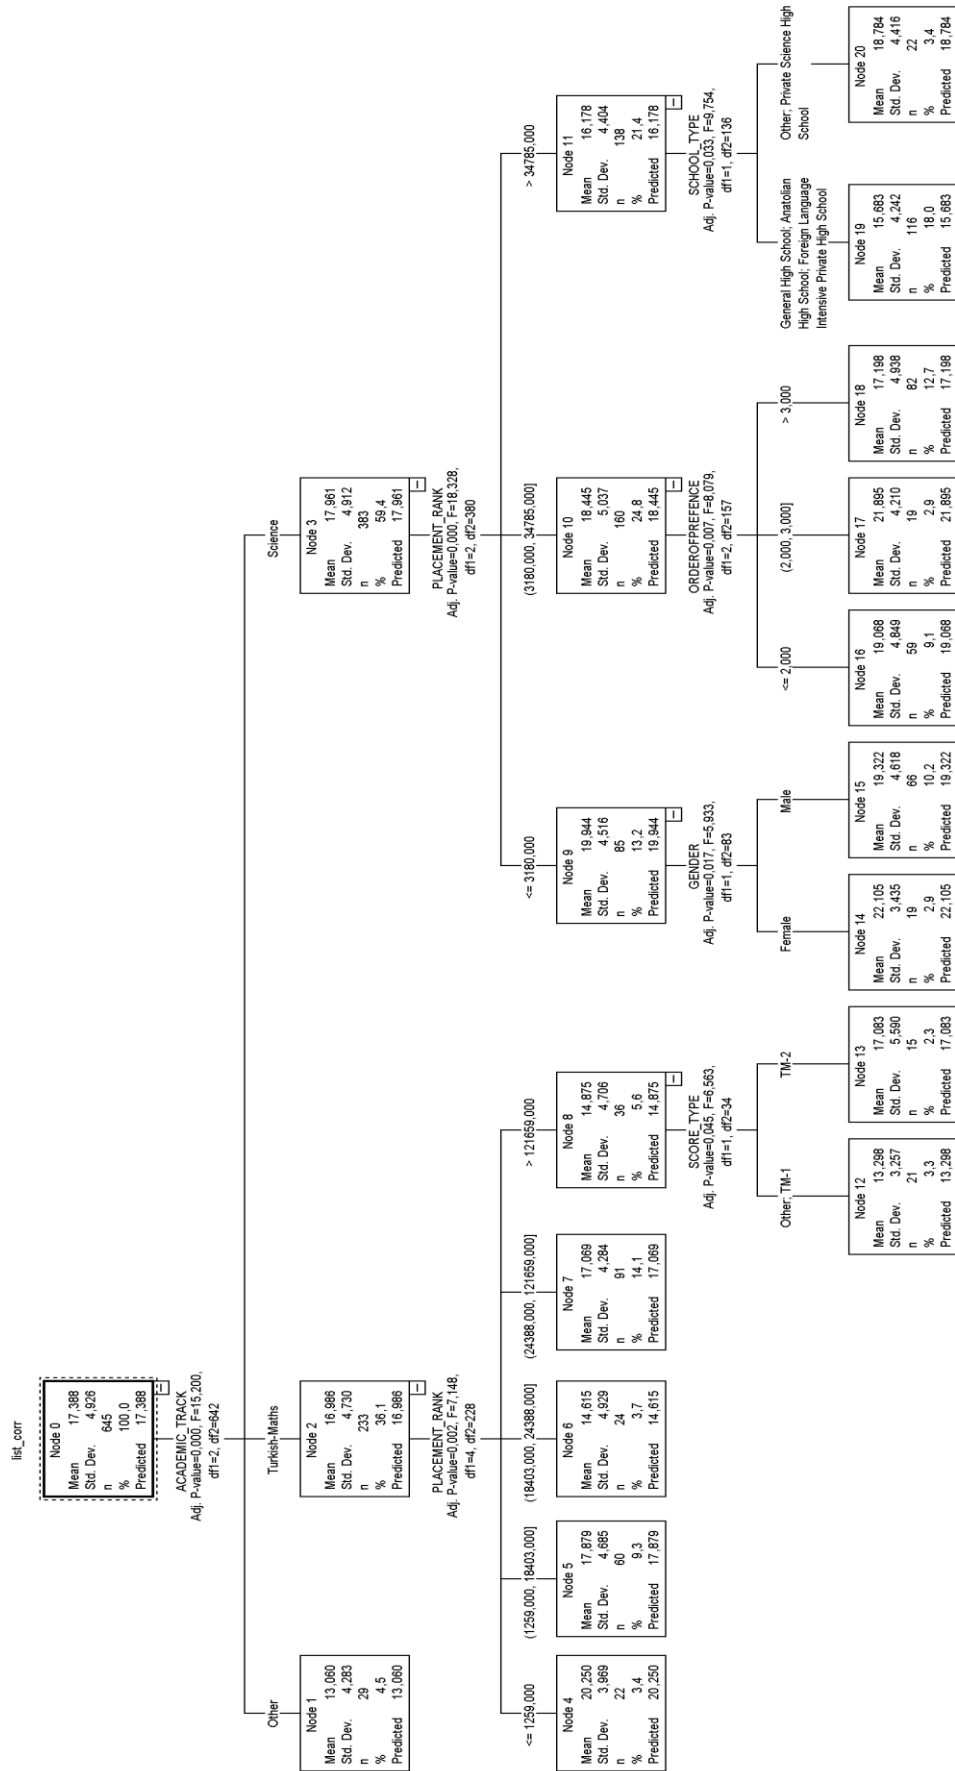 list_corr
Node 0
Mean 17,388
Std. Dev. 4,926
n 645
% 100,0
Predicted 17,388
ACADEMIC_TRACK
Adj. P-value=0,000, F=15,200,
df1=2, df2=642
Other
Node 1
Mean 13,060
Std. Dev. 4,283
n 29
% 4,5
Predicted 13,060
Turkish-Maths
Node 2
Mean 16,986
Std. Dev. 4,730
n 233
% 36,1
Predicted 16,986
PLACEMENT_RANK
Adj. P-value=0,002, F=7,148,
df1=4, df2=228
Science
Node 3
Mean 17,961
Std. Dev. 4,912
n 383
% 59,4
Predicted 17,961
PLACEMENT_RANK
Adj. P-value=0,000, F=18,328,
df1=2, df2=380
<= 1259,000
Node 4
Mean 20,250
Std. Dev. 3,969
n 22
% 3,4
Predicted 20,250
(1259,000, 18403,000]
Node 5
Mean 17,879
Std. Dev. 4,685
n 60
% 9,3
Predicted 17,879
(18403,000, 24388,000]
Node 6
Mean 14,615
Std. Dev. 4,929
n 24
% 3,7
Predicted 14,615
(24388,000, 121659,000]
Node 7
Mean 17,069
Std. Dev. 4,284
n 91
% 14,1
Predicted 17,069
> 121659,000
Node 8
Mean 14,875
Std. Dev. 4,706
n 36
% 5,6
Predicted 14,875
SCORE_TYPE
Adj. P-value=0,045, F=6,563,
df1=1, df2=34
<= 3180,000
Node 9
Mean 19,944
Std. Dev. 4,516
n 85
% 13,2
Predicted 19,944
GENDER
Adj. P-value=0,017, F=5,933,
df1=1, df2=83
(3180,000, 34785,000]
Node 10
Mean 18,445
Std. Dev. 5,037
n 160
% 24,8
Predicted 18,445
ORDEROFPREFENCE
Adj. P-value=0,007, F=8,079,
df1=2, df2=157
> 34785,000
Node 11
Mean 16,178
Std. Dev. 4,404
n 138
% 21,4
Predicted 16,178
SCHOOL_TYPE
Adj. P-value=0,033, F=9,754,
df1=1, df2=136
Other; TM-1
Node 12
Mean 13,298
Std. Dev. 3,257
n 21
% 3,3
Predicted 13,298
TM-2
Node 13
Mean 17,083
Std. Dev. 5,590
n 15
% 2,3
Predicted 17,083
Female
Node 14
Mean 22,105
Std. Dev. 3,435
n 19
% 2,9
Predicted 22,105
Male
Node 15
Mean 19,322
Std. Dev. 4,618
n 66
% 10,2
Predicted 19,322
<= 2,000
Node 16
Mean 19,068
Std. Dev. 4,849
n 59
% 9,1
Predicted 19,068
(2,000, 3,000]
Node 17
Mean 21,895
Std. Dev. 4,210
n 19
% 2,9
Predicted 21,895
> 3,000
Node 18
Mean 17,198
Std. Dev. 4,938
n 82
% 12,7
Predicted 17,198
General High School; Anatolian
High School; Foreign Language
Intensive Private High School
Node 19
Mean 15,683
Std. Dev. 4,242
n 116
% 18,0
Predicted 15,683
Other; Private Science High
School
Node 20
Mean 18,784
Std. Dev. 4,416
n 22
% 3,4
Predicted 18,784